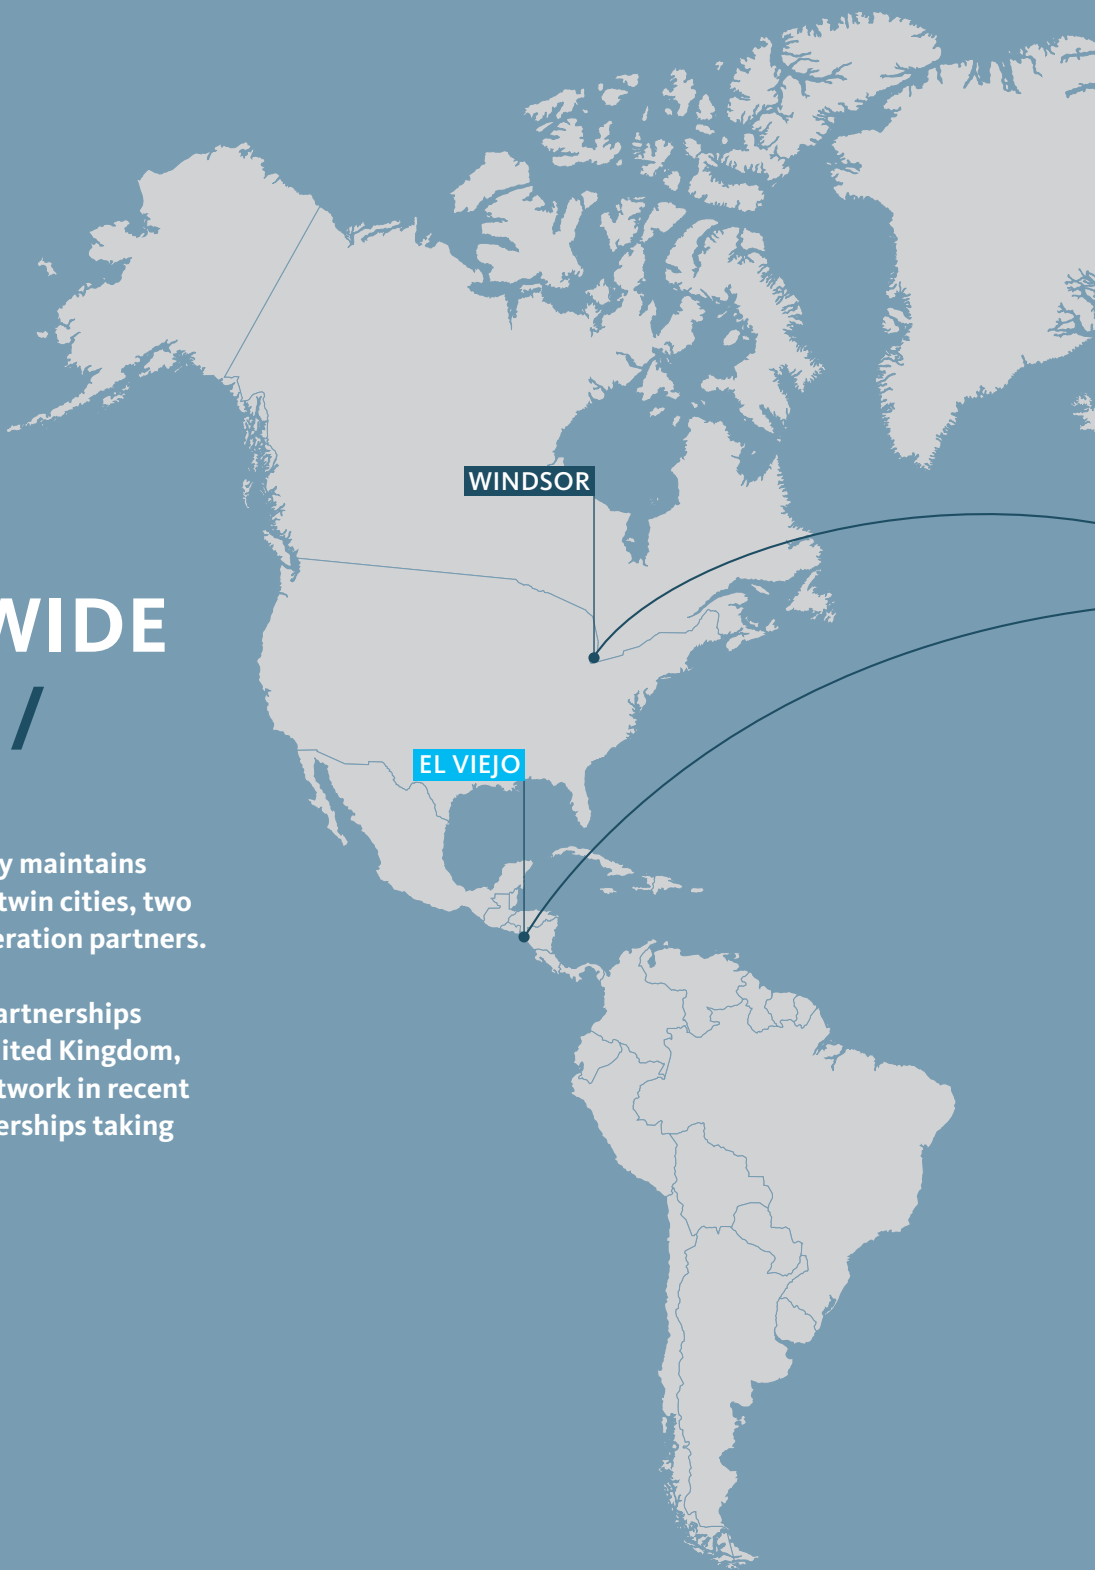 WINDSOR
WIDE
/
EL VIEJO
y maintains
twin cities, two
eration partners.
artnerships
ited Kingdom,
twork in recent
erships taking